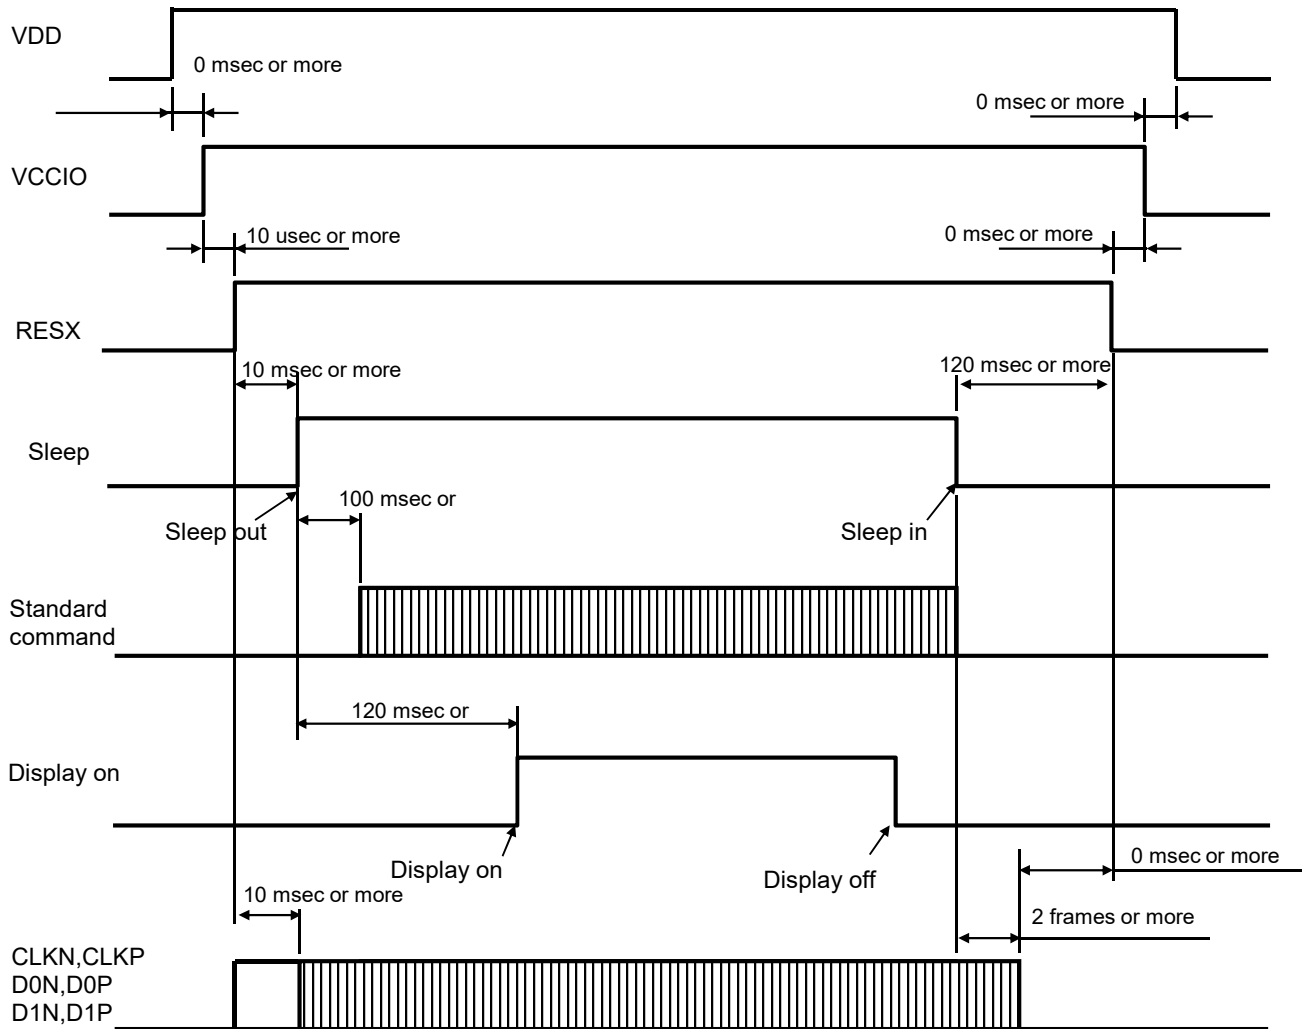 VDD
0 msec or more
0 msec or more
VCCIO
10 usec or more
0 msec or more
RESX
10 msec or more
120 msec or more
Sleep
100 msec or
Sleep out
Sleep in
Standard
command
120 msec or
Display on
Display on
Display off
0 msec or more
10 msec or more
2 frames or more
CLKN,CLKP
D0N,D0P
D1N,D1P